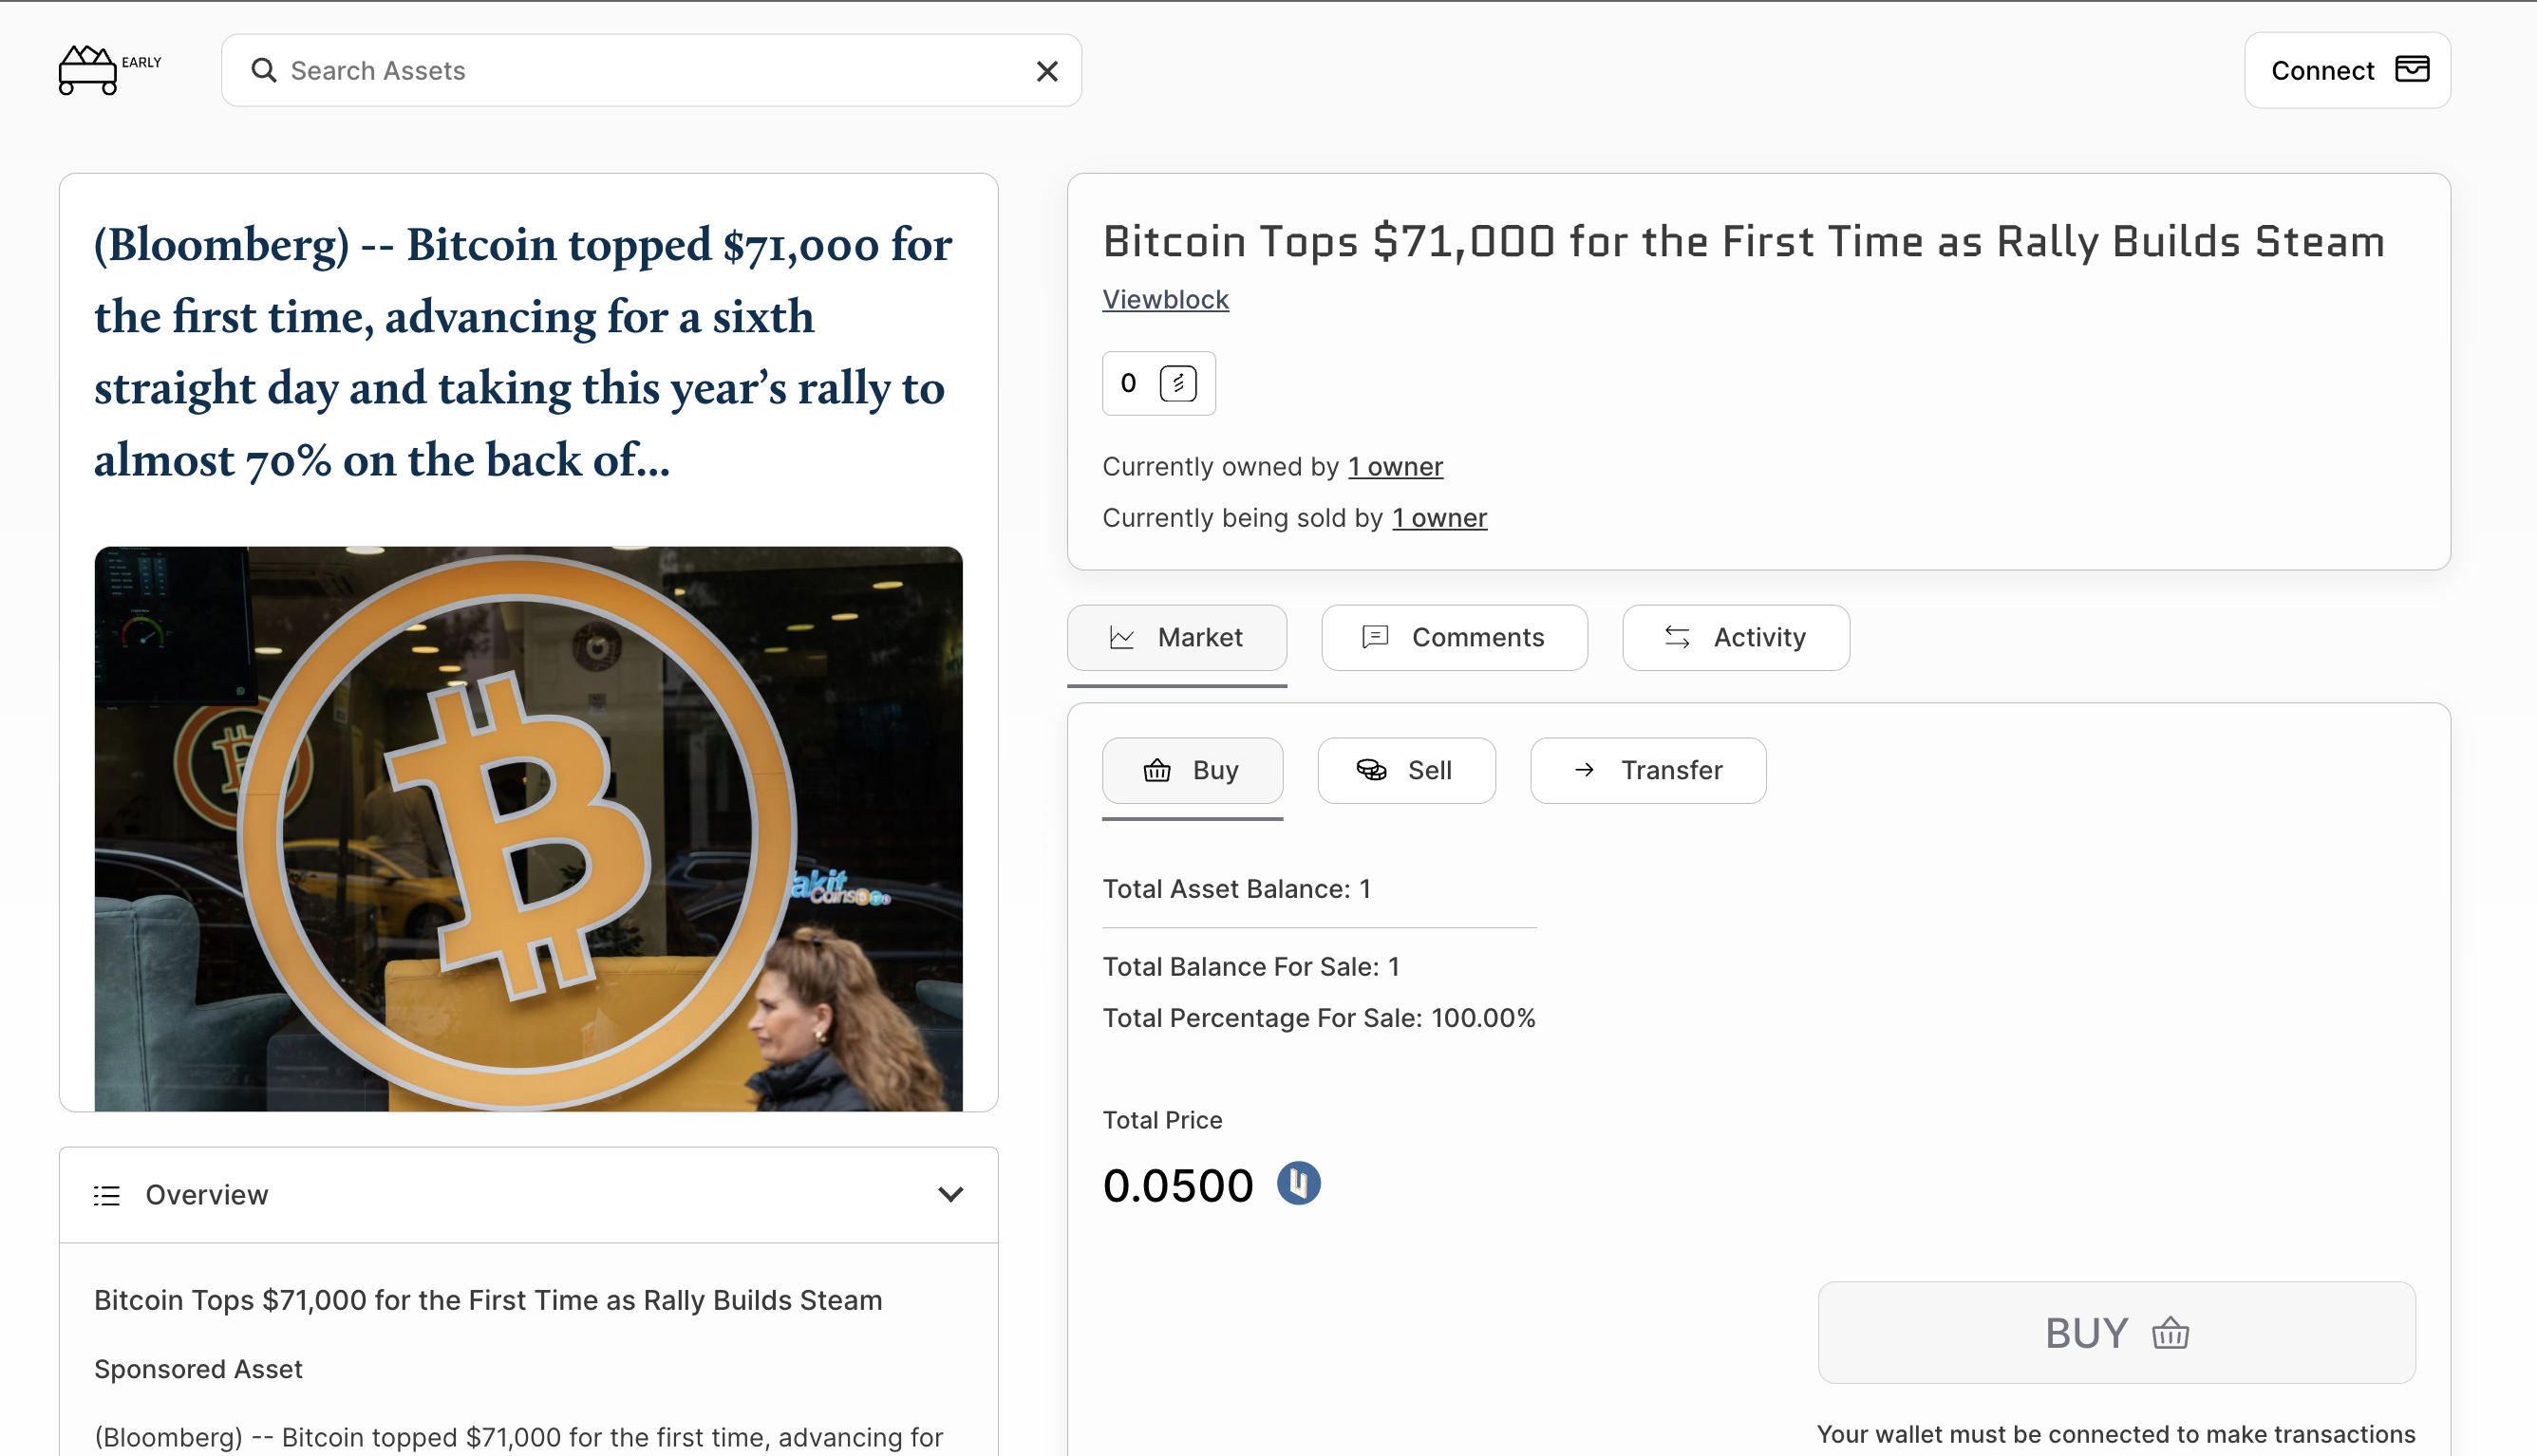 EARLY
Search Assets
Connect
(Bloomberg) -- Bitcoin topped $71,000 for
the first time, advancing for a sixth
straight day and taking this year’s rally to
almost 70% on the back of...
Coins
Overview
Bitcoin Tops $71,000 for the First Time as Rally Builds Steam
Sponsored Asset
(Bloomberg) -- Bitcoin topped $71,000 for the first time, advancing for
Bitcoin Tops $71,000 for the First Time as Rally Builds Steam
Viewblock
0
Currently owned by 1 owner
Currently being sold by 1 owner
Market
Comments
Activity
Buy
Sell
Transfer
Total Asset Balance: 1
Total Balance For Sale: 1
Total Percentage For Sale: 100.00%
Total Price
0.0500
BUY
Your wallet must be connected to make transactions